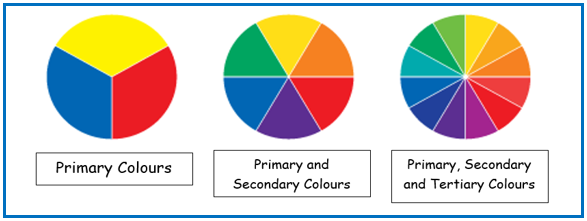 Primary Colours
Primary and
Secondary Colours
Primary, Secondary
and Tertiary Colours